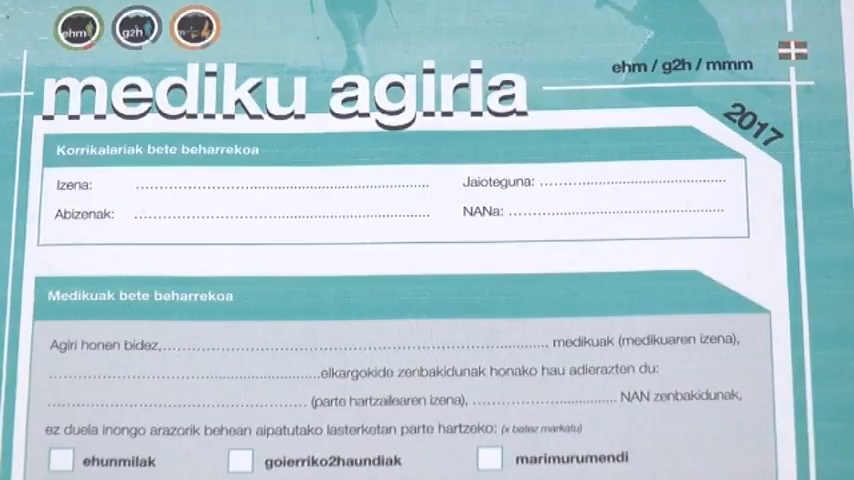 ehm g2h
ehm / g2h / mmm
mediku agiria
2017
Korrikalariak bete beharrekoa
Izena: Jaioteguna:
Abizenak: NANa:
Medikuak bete beharrekoa
Agiri honen bidez, medikuak (medikuaren izena),
elkargokide zenbakidunak honako hau adierazten du:
(parte hartzailearen izena), NAN zenbakidunak,
ez duela inongo arazorik behean aipatutako lasterketan parte hartzeko: (x batez markatu)
ehunmilak goierriko2haundiak marimurumendi